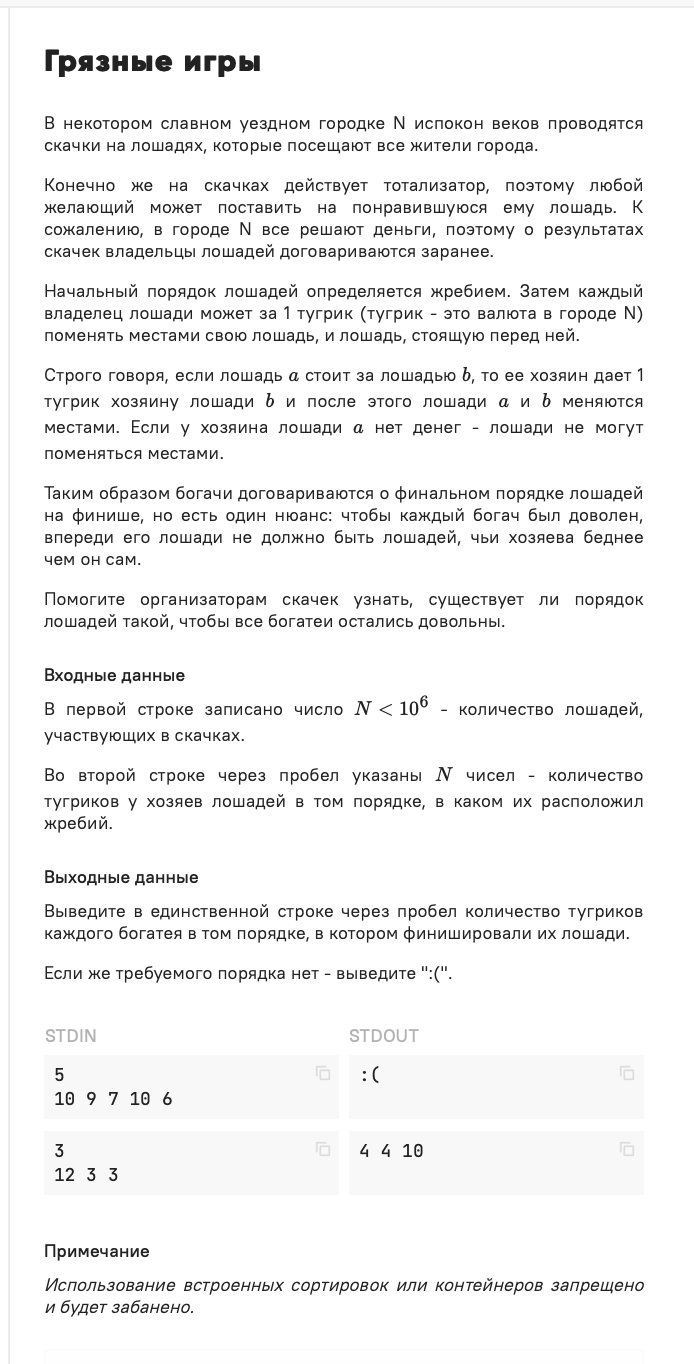 Грязные игры
В некотором славном уездном городке N испокон веков проводятся
скачки на лошадях, которые посещают все жители города.
Конечно же на скачках действует тотализатор, поэтому любой
желающий может поставить на понравившуюся ему лошадь. К
сожалению, в городе N все решают деньги, поэтому о результатах
скачек владельцы лошадей договариваются заранее.
Начальный порядок лошадей определяется жребием. Затем каждый
владелец лошади может за 1 тугрик (тугрик - это валюта в городе N)
поменять местами свою лошадь, и лошадь, стоящую перед ней.
Строго говоря, если лошадь a стоит за лошадью b, то ее хозяин дает 1
тугрик хозяину лошади b и после этого лошади a и b меняются
местами. Если у хозяина лошади a нет денег - лошади не могут
поменяться местами.
Таким образом богачи договариваются о финальном порядке лошадей
на финише, но есть один нюанс: чтобы каждый богач был доволен,
впереди его лошади не должно быть лошадей, чьи хозяева беднее
чем он сам.
Помогите организаторам скачек узнать, существует ли порядок
лошадей такой, чтобы все богатеи остались довольны.
Входные данные
В первой строке записано число N < 10⁶ - количество лошадей,
участвующих в скачках.
Во второй строке через пробел указаны N чисел - количество
тугриков у хозяев лошадей в том порядке, в каком их расположил
жребий.
Выходные данные
Выведите в единственной строке через пробел количество тугриков
каждого богатея в том порядке, в котором финишировали их лошади.
Если же требуемого порядка нет - выведите ":(".
STDIN STDOUT
5 :(
10 9 7 10 6
3 4 4 10
12 3 3
Примечание
Использование встроенных сортировок или контейнеров запрещено
и будет забанено.